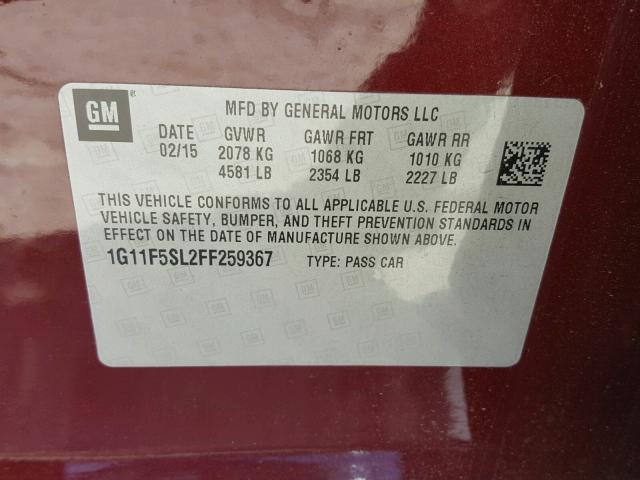 GM
MFD BY GENERAL MOTORS LLC
DATE GVWR GAWR FRT GAWR RR
02/15 2078 KG 1068 KG 1010 KG
4581 LB 2354 LB 2227 LB
THIS VEHICLE CONFORMS TO ALL APPLICABLE U.S. FEDERAL MOTOR
VEHICLE SAFETY, BUMPER, AND THEFT PREVENTION STANDARDS IN
EFFECT ON THE DATE OF MANUFACTURE SHOWN ABOVE.
1G11F5SL2FF259367 TYPE: PASS CAR